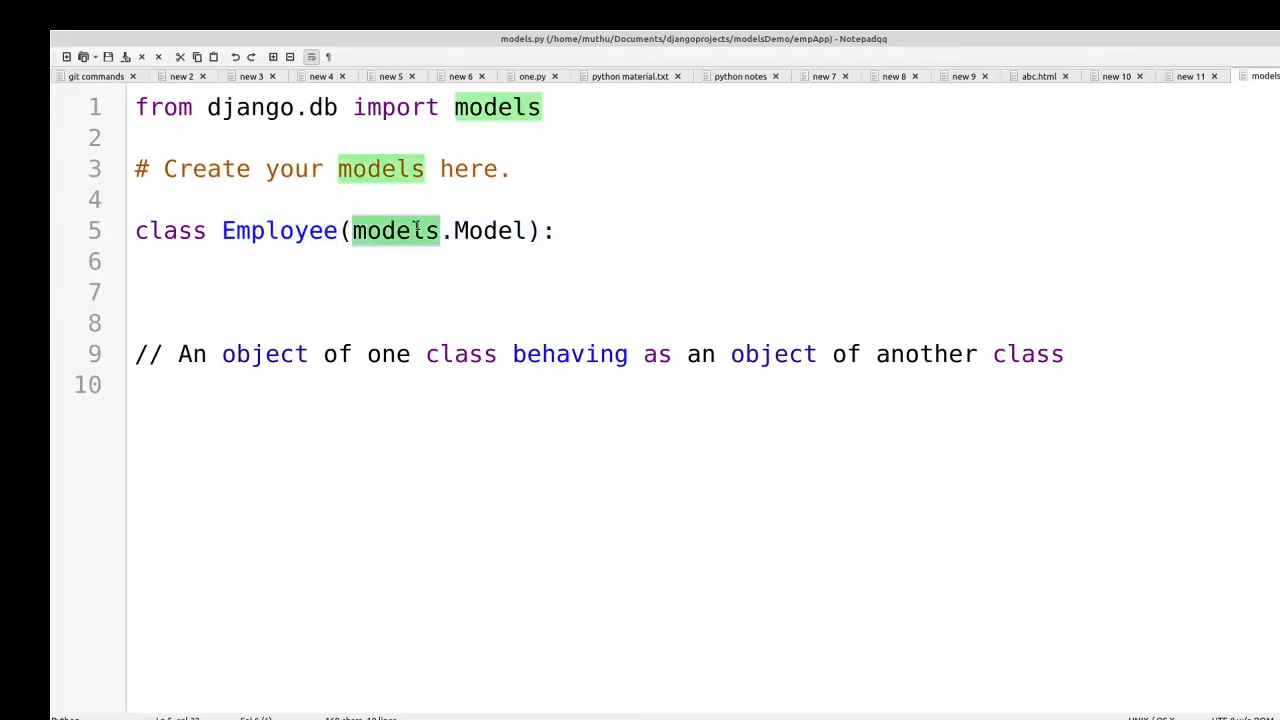 models.py (/home/muthu/Documents/djangoprojects/modelsDemo/empApp) - Notepadqq
git commands new 2 new 3 new 4 new 5 new 6 one.py python material.txt python notes new 7 new 8 new 9 abc.html new 10 new 11 models
1 from django.db import models
2
3 # Create your models here.
4
5 class Employee(models.Model):
6
7
8
9 // An object of one class behaving as an object of another class
10